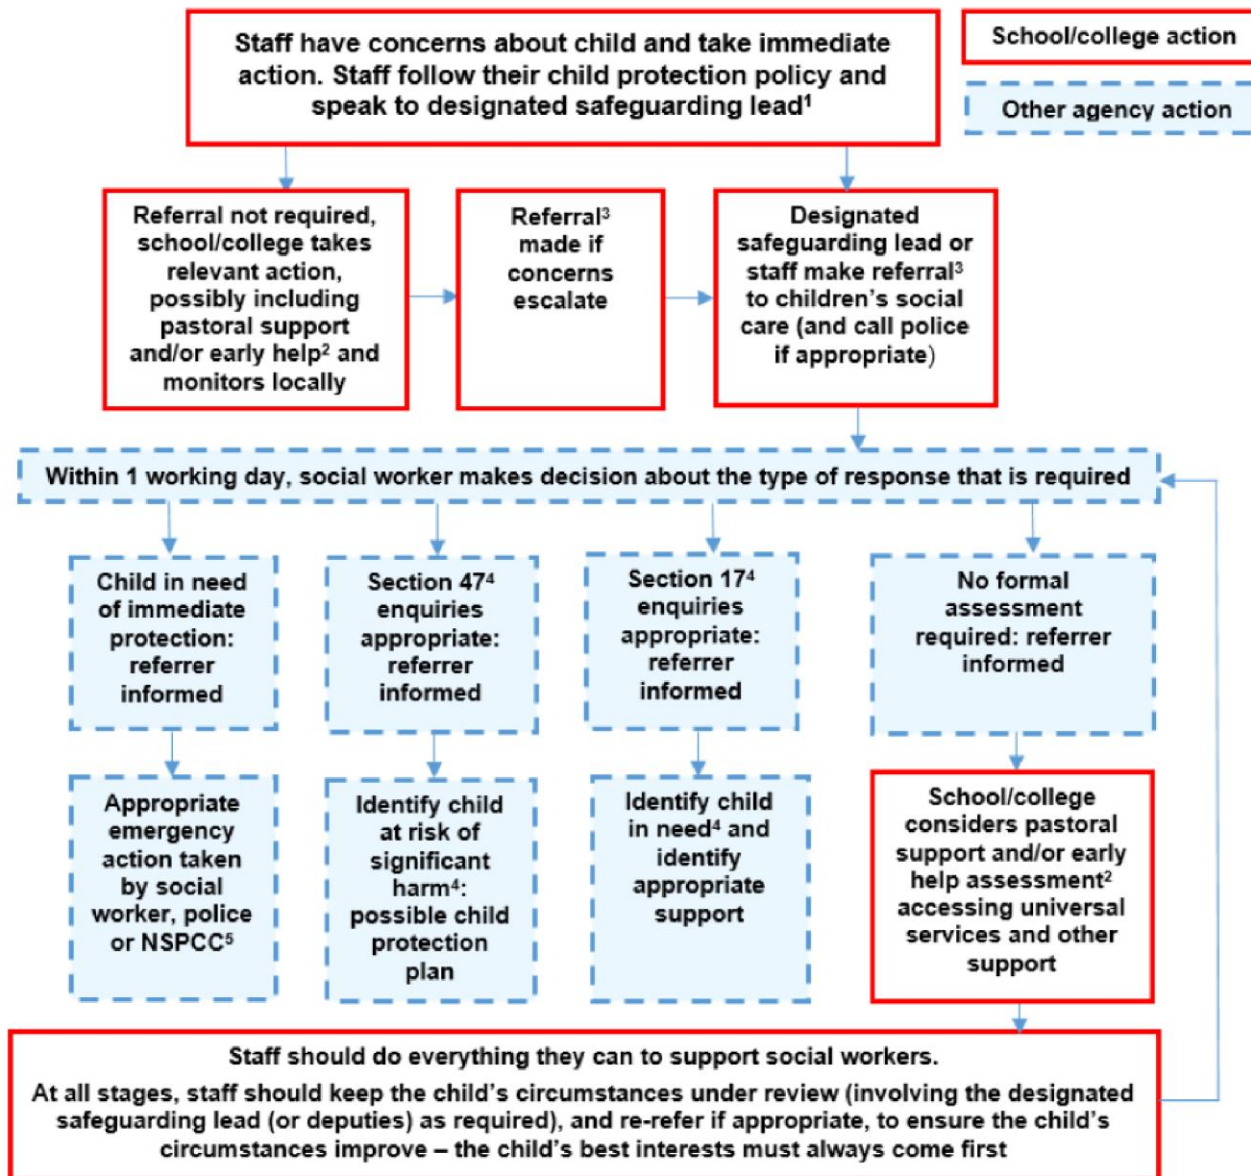 Staff have concerns about child and take immediate
action. Staff follow their child protection policy and
speak to designated safeguarding lead¹
School/college action
Other agency action
Referral not required,
school/college takes
relevant action,
possibly including
pastoral support
and/or early help² and
monitors locally
Referral³
made if
concerns
escalate
Designated
safeguarding lead or
staff make referral³
to children’s social
care (and call police
if appropriate)
Within 1 working day, social worker makes decision about the type of response that is required
Child in need
of immediate
protection:
referrer
informed
Section 47⁴
enquiries
appropriate:
referrer
informed
Section 17⁴
enquiries
appropriate:
referrer
informed
No formal
assessment
required: referrer
informed
Appropriate
emergency
action taken
by social
worker, police
or NSPCC⁵
Identify child
at risk of
significant
harm⁴:
possible child
protection
plan
Identify child
in need⁴ and
identify
appropriate
support
School/college
considers pastoral
support and/or early
help assessment²
accessing universal
services and other
support
Staff should do everything they can to support social workers.
At all stages, staff should keep the child’s circumstances under review (involving the designated
safeguarding lead (or deputies) as required), and re-refer if appropriate, to ensure the child’s
circumstances improve – the child’s best interests must always come first